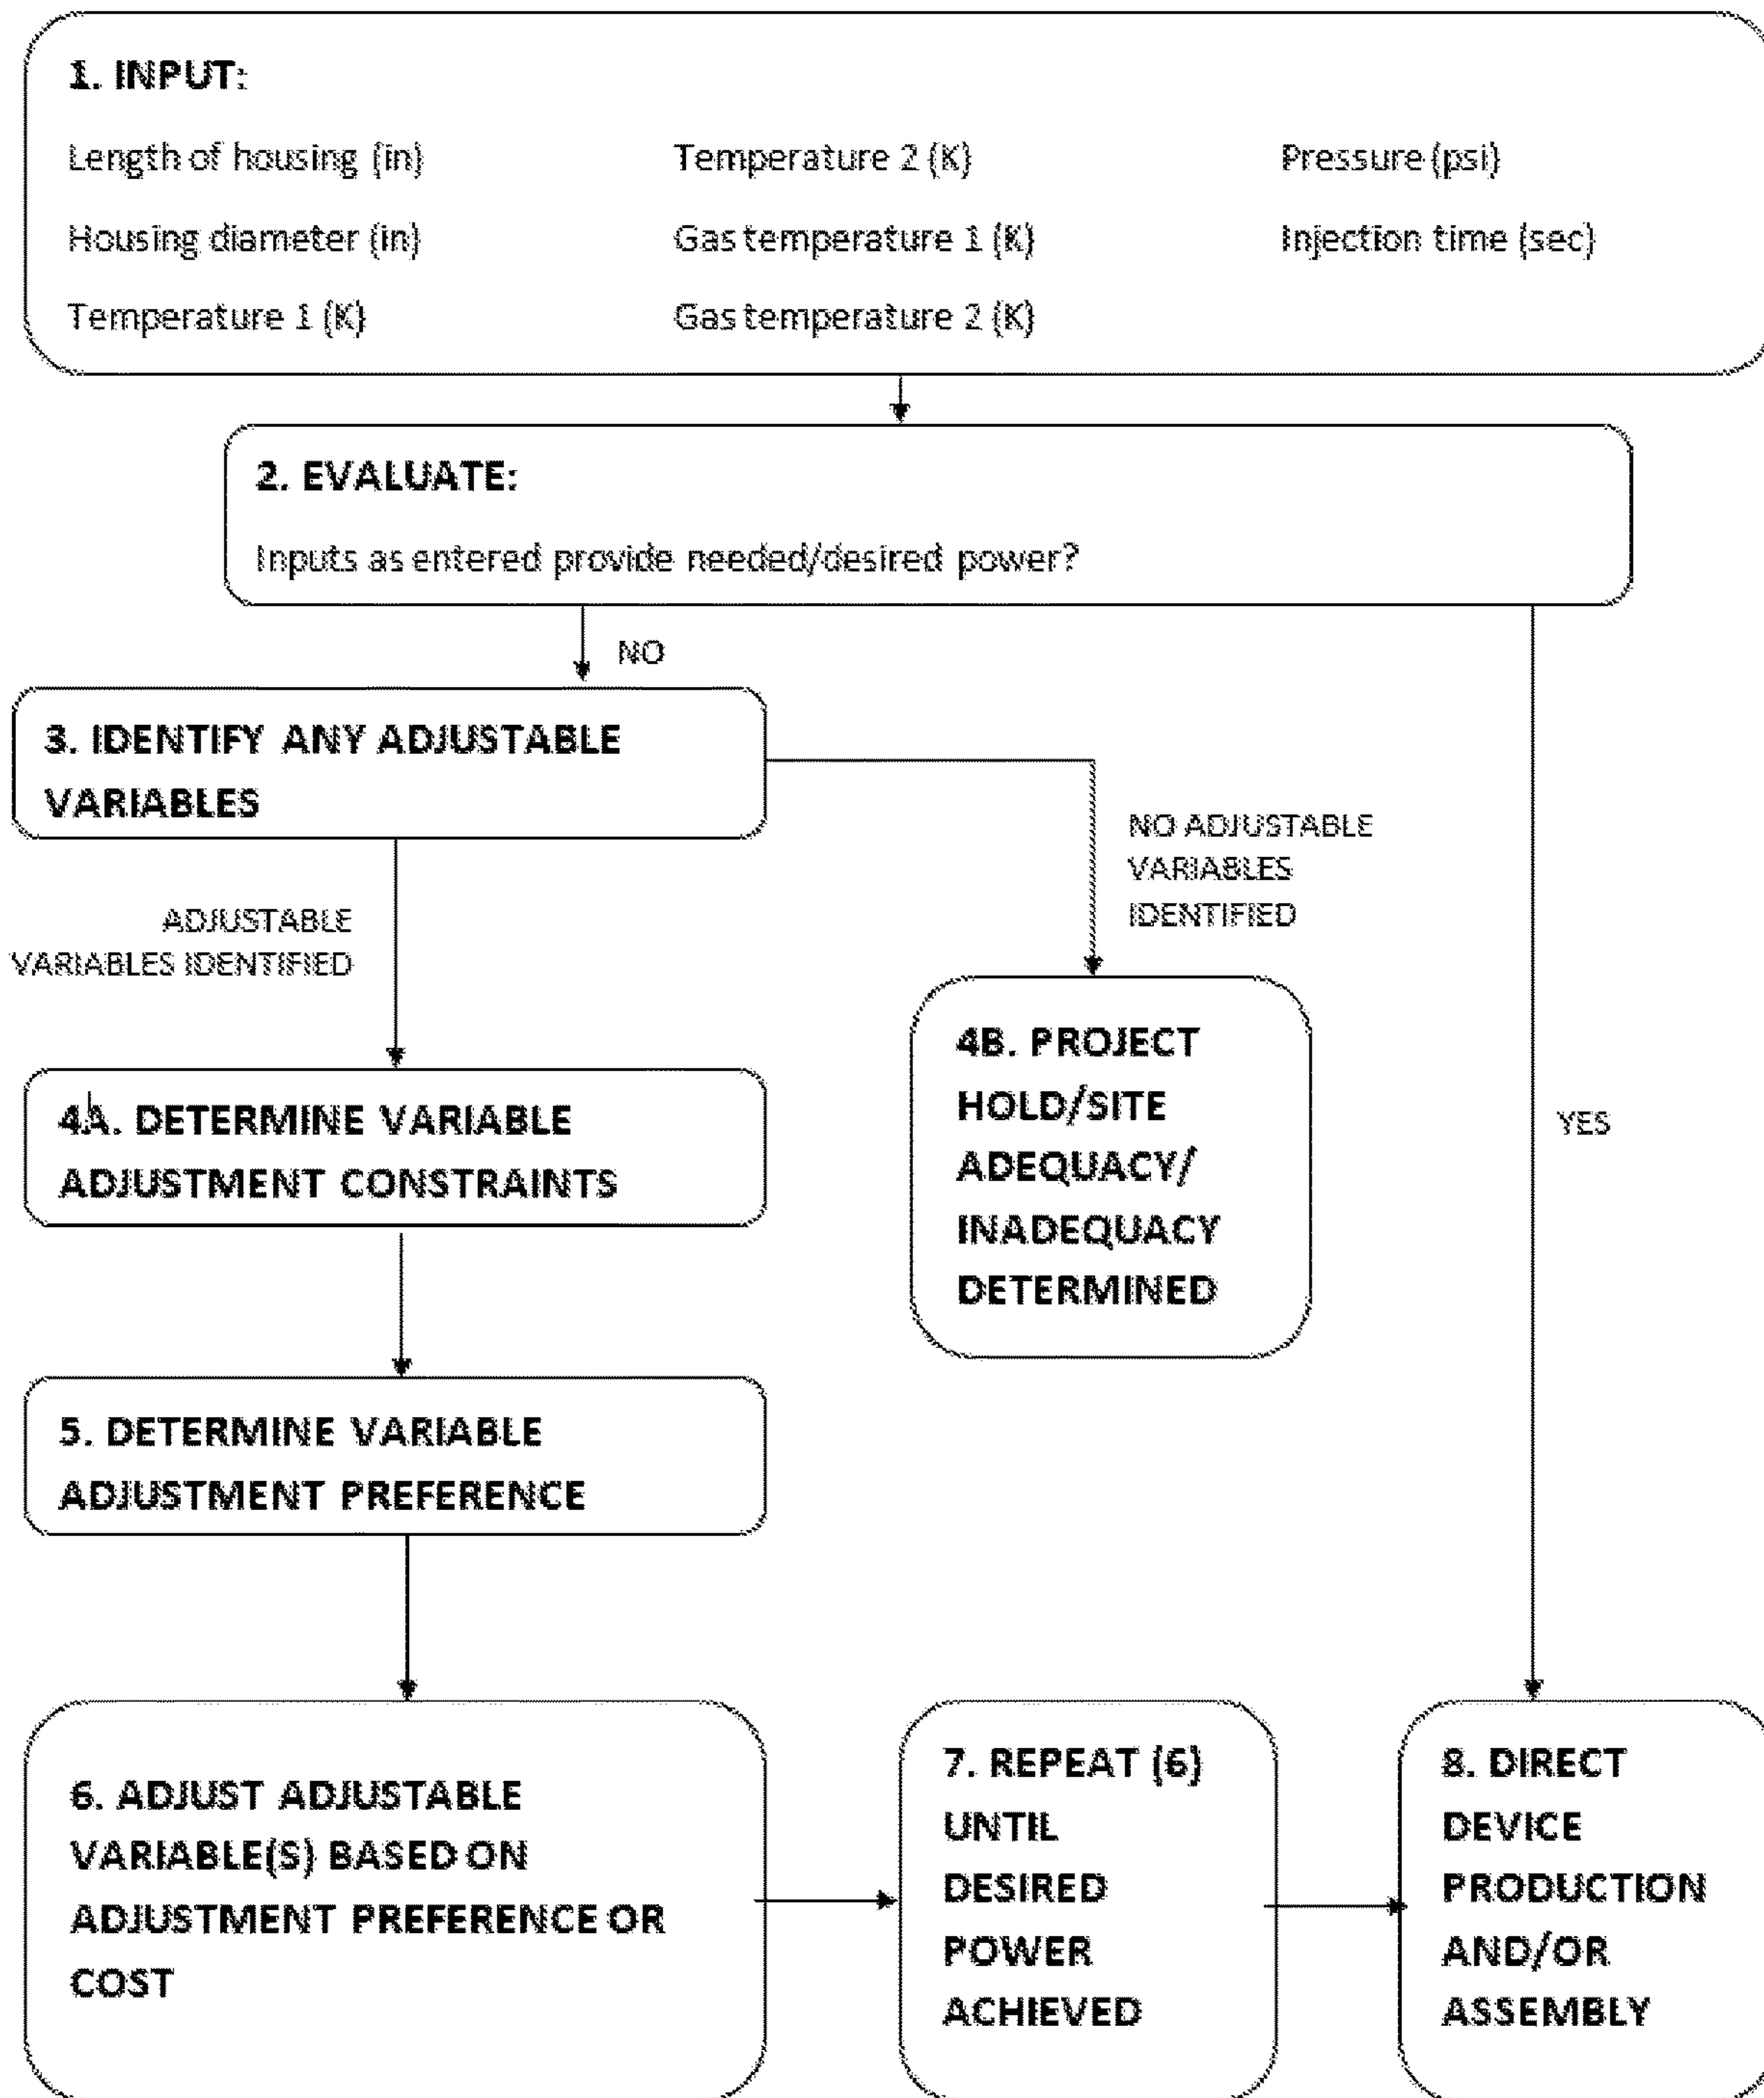 1. INPUT:
Length of housing (in)
Temperature 2 (K)
Pressure (psi)
Housing diameter (in)
Gas temperature 1 (K)
Injection time (sec)
Temperature 1 (K)
Gas temperature 2 (K)
2. EVALUATE:
Inputs as entered provide needed/desired power?
NO
YES
3. IDENTIFY ANY ADJUSTABLE
VARIABLES
NO ADJUSTABLE
VARIABLES
IDENTIFIED
ADJUSTABLE
VARIABLES IDENTIFIED
4A. DETERMINE VARIABLE
ADJUSTMENT CONSTRAINTS
4B. PROJECT
HOLD/SITE
ADEQUACY/
INADEQUACY
DETERMINED
5. DETERMINE VARIABLE
ADJUSTMENT PREFERENCE
6. ADJUST ADJUSTABLE
VARIABLE(S) BASED ON
ADJUSTMENT PREFERENCE OR
COST
7. REPEAT (6)
UNTIL
DESIRED
POWER
ACHIEVED
8. DIRECT
DEVICE
PRODUCTION
AND/OR
ASSEMBLY